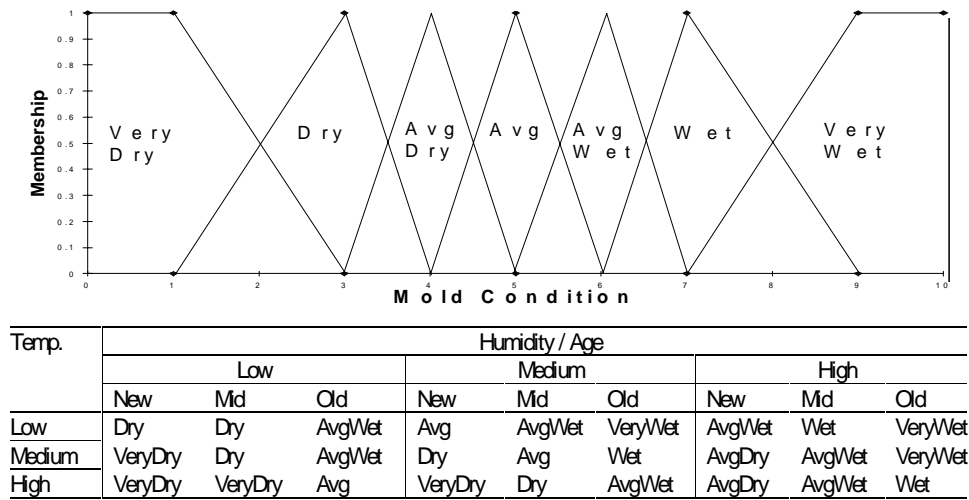 1
0.9
0.8
0.7
0.6
0.5
0.4
0.3
0.2
0.1
0
Membership
Very Dry
Dry
Avg Dry
Avg
Avg Wet
Wet
Very Wet
0 1 2 3 4 5 6 7 8 9 10
Mold Condition
Temp. Humidity / Age
Low Medium High
New Mid Old New Mid Old New Mid Old
Low Dry Dry AvgWet Avg AvgWet VeryWet AvgWet Wet VeryWet
Medium VeryDry Dry AvgWet Dry Avg Wet AvgDry AvgWet VeryWet
High VeryDry VeryDry Avg VeryDry Dry AvgWet AvgDry AvgWet Wet